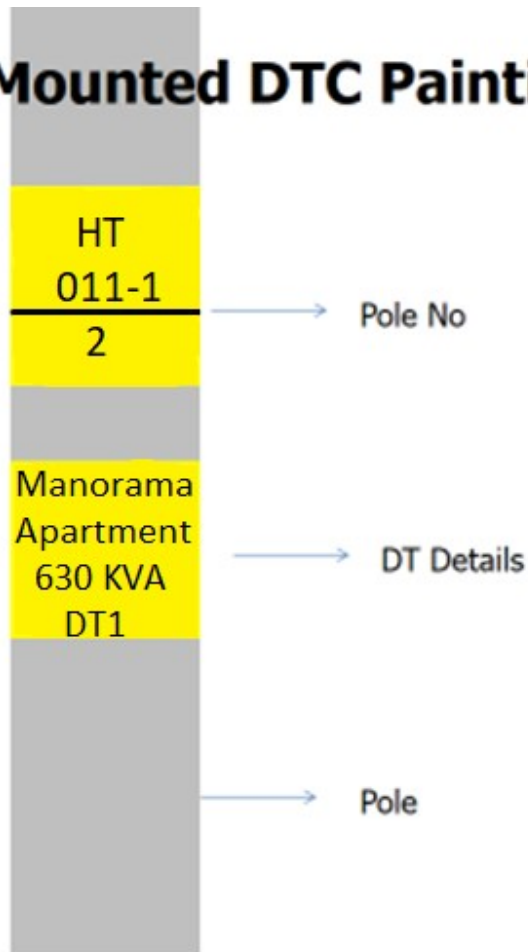 Mounted DTC Painti
HT
011-1
Pole No
2
Manorama
Apartment
DT Details
630 KVA
DT1
Pole